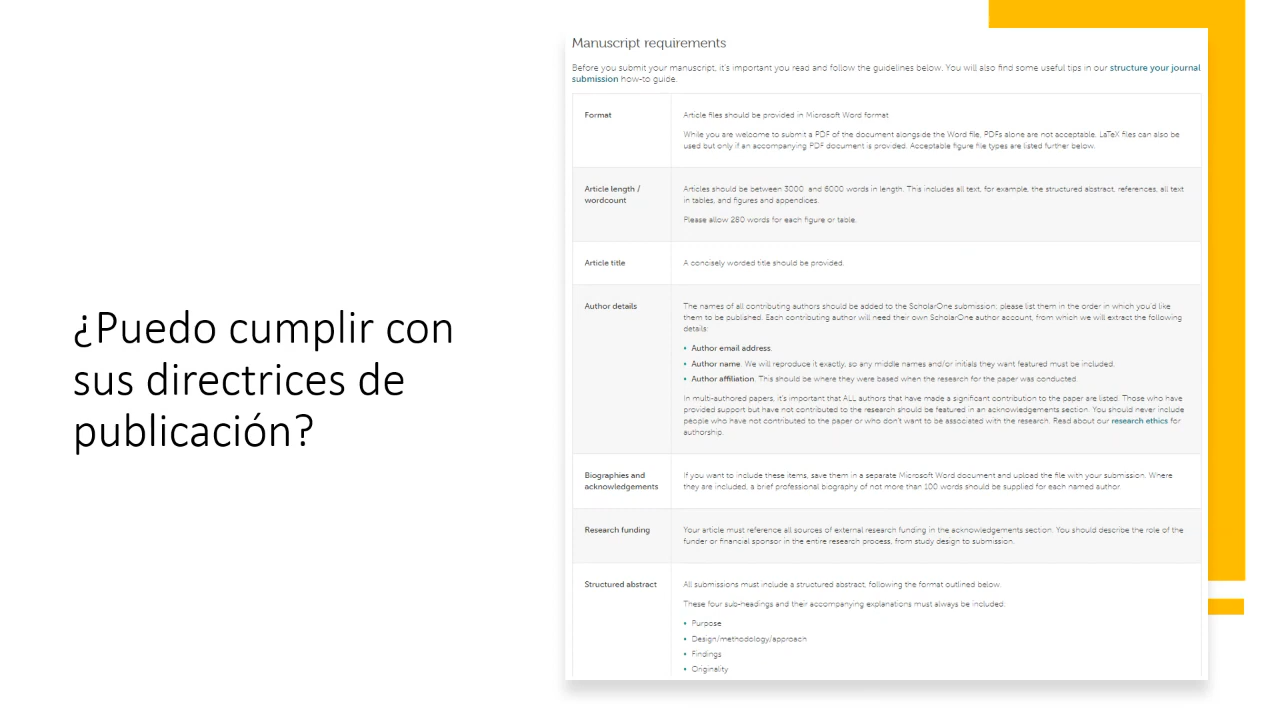 ¿Puedo cumplir con
sus directrices de
publicación?
Manuscript requirements
Before you submit your manuscript, it's important you read and follow the guidelines below. You will also find some useful tips in our structure your journal
submission how-to guide.
Format
Article files should be provided in Microsoft Word format
While you are welcome to submit a PDF of the document alongside the Word file, PDFs alone are not acceptable. LaTeX files can also be
used but only if an accompanying PDF document is provided. Acceptable figure file types are listed further below.
Article length /
wordcount
Articles should be between 3000 and 6000 words in length. This includes all text, for example, the structured abstract, references, all text
in tables, and figures and appendices.
Please allow 280 words for each figure or table.
Article title
A concisely worded title should be provided.
Author details
The names of all contributing authors should be added to the ScholarOne submission; please list them in the order in which you'd like
them to be published. Each contributing author will need their own ScholarOne author account, from which we will extract the following
details:
• Author email address.
• Author name. We will reproduce it exactly, so any middle names and/or initials they want featured must be included.
• Author affiliation. This should be where they were based when the research for the paper was conducted.
In multi-authored papers, it's important that ALL authors that have made a significant contribution to the paper are listed. Those who have
provided support but have not contributed to the research should be featured in an acknowledgements section. You should never include
people who have not contributed to the paper or who don't want to be associated with the research. Read about our research ethics for
authorship.
Biographies and
acknowledgements
If you want to include these items, save them in a separate Microsoft Word document and upload the file with your submission. Where
they are included, a brief professional biography of not more than 100 words should be supplied for each named author.
Research funding
Your article must reference all sources of external research funding in the acknowledgements section. You should describe the role of the
funder or financial sponsor in the entire research process, from study design to submission.
Structured abstract
All submissions must include a structured abstract, following the format outlined below.
These four sub-headings and their accompanying explanations must always be included:
• Purpose
• Design/methodology/approach
• Findings
• Originality